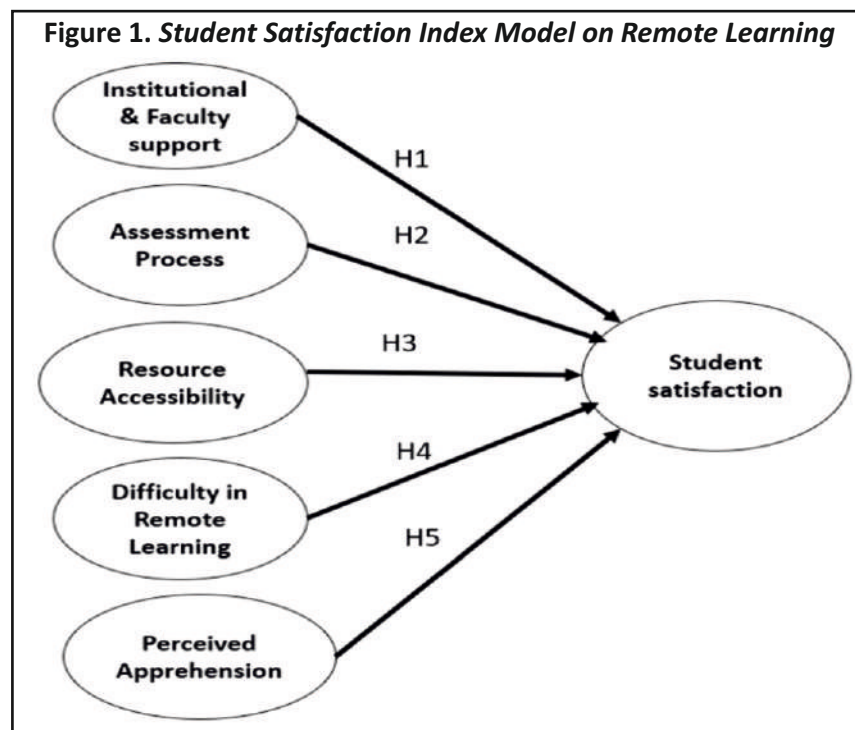 Figure 1. Student Satisfaction Index Model on Remote Learning
Institutional
& Faculty
support
H1
Assessment
Process
H2
Resource
Accessibility
H3
Student
satisfaction
Difficulty in
Remote
Learning
H4
Perceived
Apprehension
H5